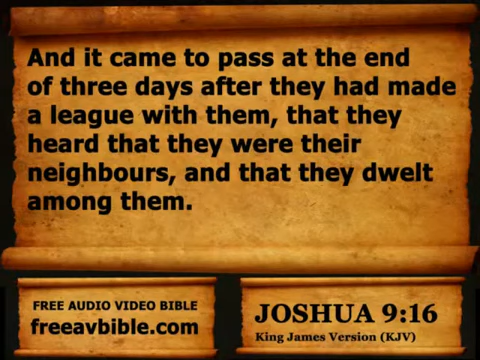 And it came to pass at the end
of three days after they had made
a league with them, that they
heard that they were their
neighbours, and that they dwelt
among them.
FREE AUDIO VIDEO BIBLE
freeavbible.com
JOSHUA 9:16
King James Version (KJV)